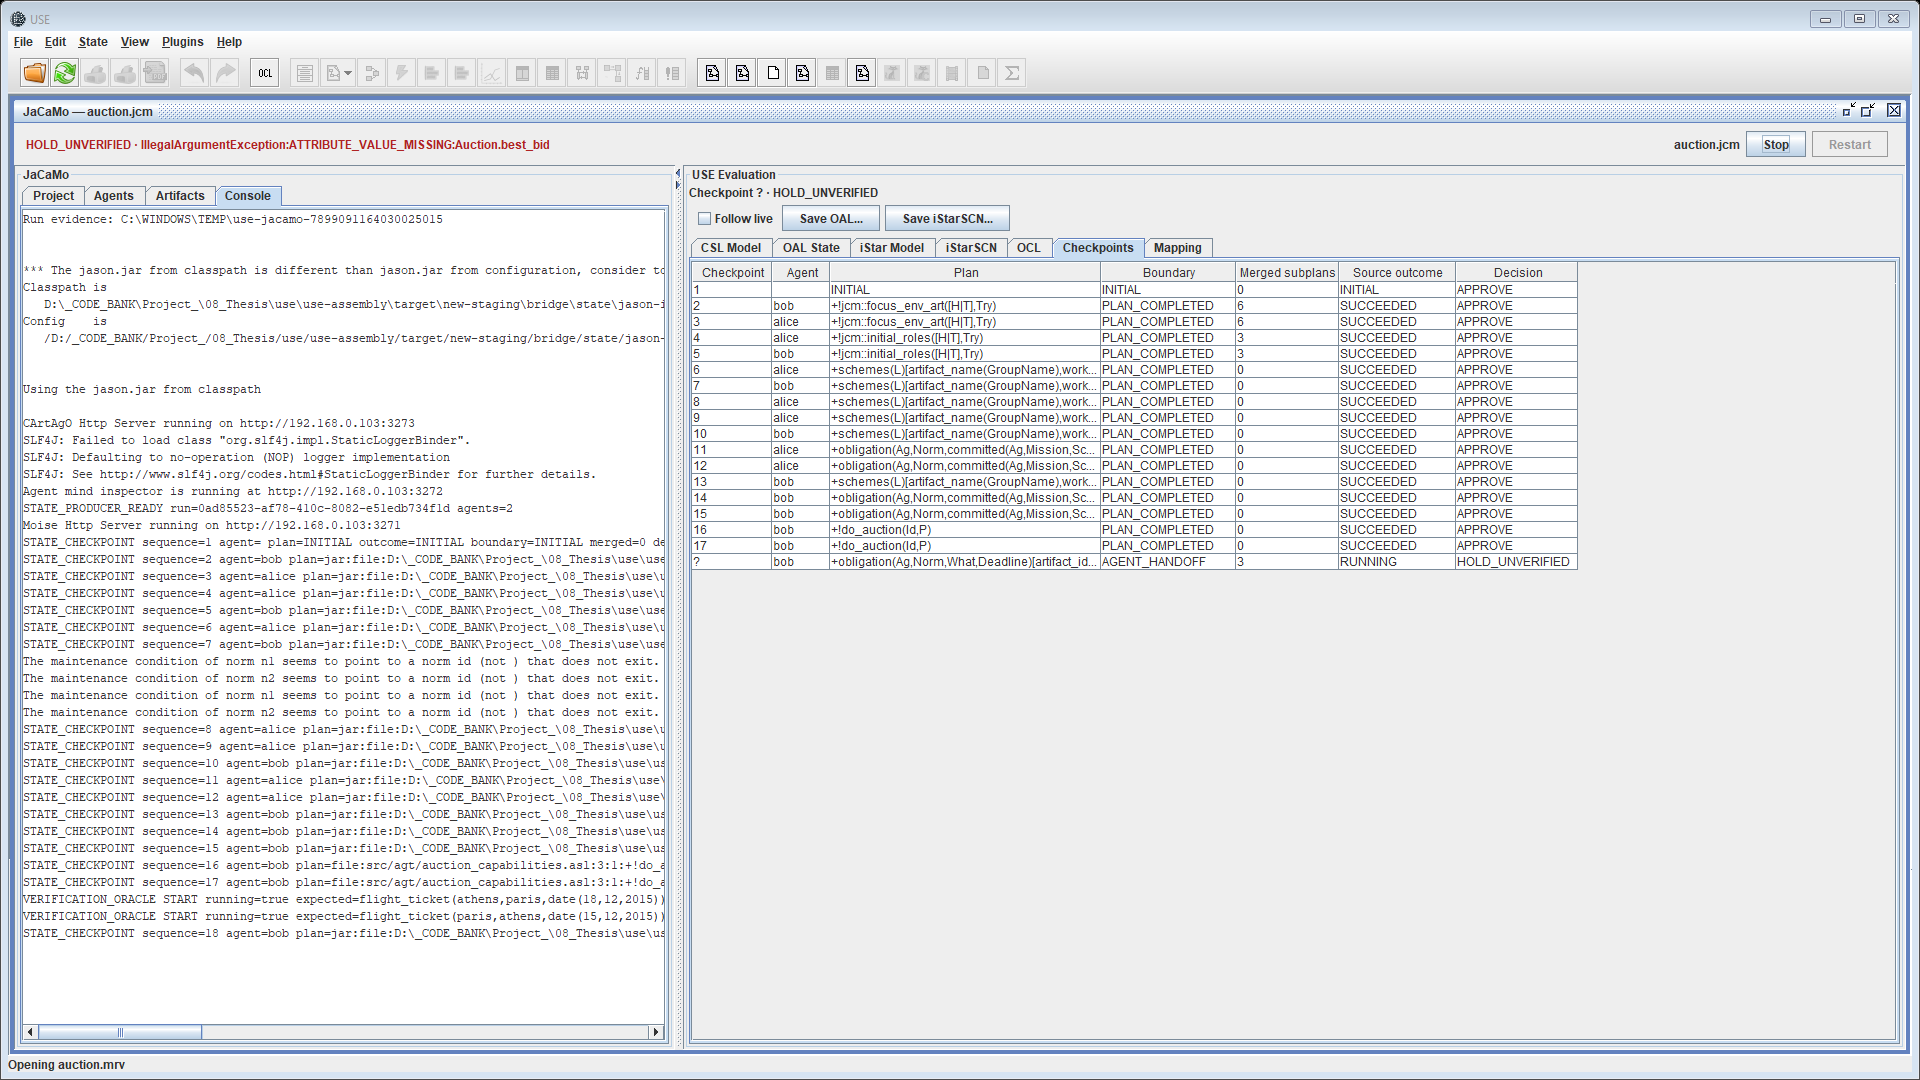 USE
File Edit State View Plugins Help
OCL
JaCaMo — auction.jcm
HOLD_UNVERIFIED · IllegalArgumentException:ATTRIBUTE_VALUE_MISSING:Auction.best_bid
auction.jcm Stop Restart
JaCaMo
Project Agents Artifacts Console
Run evidence: C:\WINDOWS\TEMP\use-jacamo-7899091164030025015
*** The jason.jar from classpath is different than jason.jar from configuration, consider to
Classpath is
D:\_CODE_BANK\Project_\08_Thesis\use\use-assembly\target\new-staging\bridge\state\jason-i
Config is
/D:/_CODE_BANK/Project_/08_Thesis/use/use-assembly/target/new-staging/bridge/state/jason-
Using the jason.jar from classpath
CArtAgO Http Server running on http://192.168.0.103:3273
SLF4J: Failed to load class "org.slf4j.impl.StaticLoggerBinder".
SLF4J: Defaulting to no-operation (NOP) logger implementation
SLF4J: See http://www.slf4j.org/codes.html#StaticLoggerBinder for further details.
Agent mind inspector is running at http://192.168.0.103:3272
STATE_PRODUCER_READY run=0ad85523-af78-410c-8082-e51edb734f1d agents=2
Moise Http Server running on http://192.168.0.103:3271
STATE_CHECKPOINT sequence=1 agent= plan=INITIAL outcome=INITIAL boundary=INITIAL merged=0 de
STATE_CHECKPOINT sequence=2 agent=bob plan=jar:file:D:\_CODE_BANK\Project_\08_Thesis\use\use
STATE_CHECKPOINT sequence=3 agent=alice plan=jar:file:D:\_CODE_BANK\Project_\08_Thesis\use\u
STATE_CHECKPOINT sequence=4 agent=alice plan=jar:file:D:\_CODE_BANK\Project_\08_Thesis\use\u
STATE_CHECKPOINT sequence=5 agent=bob plan=jar:file:D:\_CODE_BANK\Project_\08_Thesis\use\use
STATE_CHECKPOINT sequence=6 agent=alice plan=jar:file:D:\_CODE_BANK\Project_\08_Thesis\use\u
STATE_CHECKPOINT sequence=7 agent=bob plan=jar:file:D:\_CODE_BANK\Project_\08_Thesis\use\use
The maintenance condition of norm n1 seems to point to a norm id (not ) that does not exit.
The maintenance condition of norm n2 seems to point to a norm id (not ) that does not exit.
The maintenance condition of norm n1 seems to point to a norm id (not ) that does not exit.
The maintenance condition of norm n2 seems to point to a norm id (not ) that does not exit.
STATE_CHECKPOINT sequence=8 agent=alice plan=jar:file:D:\_CODE_BANK\Project_\08_Thesis\use\u
STATE_CHECKPOINT sequence=9 agent=alice plan=jar:file:D:\_CODE_BANK\Project_\08_Thesis\use\u
STATE_CHECKPOINT sequence=10 agent=bob plan=jar:file:D:\_CODE_BANK\Project_\08_Thesis\use\us
STATE_CHECKPOINT sequence=11 agent=alice plan=jar:file:D:\_CODE_BANK\Project_\08_Thesis\use\
STATE_CHECKPOINT sequence=12 agent=alice plan=jar:file:D:\_CODE_BANK\Project_\08_Thesis\use\
STATE_CHECKPOINT sequence=13 agent=bob plan=jar:file:D:\_CODE_BANK\Project_\08_Thesis\use\us
STATE_CHECKPOINT sequence=14 agent=bob plan=jar:file:D:\_CODE_BANK\Project_\08_Thesis\use\us
STATE_CHECKPOINT sequence=15 agent=bob plan=jar:file:D:\_CODE_BANK\Project_\08_Thesis\use\us
STATE_CHECKPOINT sequence=16 agent=bob plan=file:src/agt/auction_capabilities.asl:3:1:+!do_a
STATE_CHECKPOINT sequence=17 agent=bob plan=file:src/agt/auction_capabilities.asl:3:1:+!do_a
VERIFICATION_ORACLE START running=true expected=flight_ticket(athens,paris,date(18,12,2015))
VERIFICATION_ORACLE START running=true expected=flight_ticket(paris,athens,date(15,12,2015))
STATE_CHECKPOINT sequence=18 agent=bob plan=jar:file:D:\_CODE_BANK\Project_\08_Thesis\use\us
USE Evaluation
Checkpoint ? · HOLD_UNVERIFIED
Follow live Save OAL... Save iStarSCN...
CSL Model OAL State iStar Model iStarSCN OCL Checkpoints Mapping
Checkpoint Agent Plan Boundary Merged subplans Source outcome Decision
1 INITIAL INITIAL 0 INITIAL APPROVE
2 bob +!jcm::focus_env_art([H|T],Try) PLAN_COMPLETED 6 SUCCEEDED APPROVE
3 alice +!jcm::focus_env_art([H|T],Try) PLAN_COMPLETED 6 SUCCEEDED APPROVE
4 alice +!jcm::initial_roles([H|T],Try) PLAN_COMPLETED 3 SUCCEEDED APPROVE
5 bob +!jcm::initial_roles([H|T],Try) PLAN_COMPLETED 3 SUCCEEDED APPROVE
6 alice +schemes(L)[artifact_name(GroupName),work... PLAN_COMPLETED 0 SUCCEEDED APPROVE
7 bob +schemes(L)[artifact_name(GroupName),work... PLAN_COMPLETED 0 SUCCEEDED APPROVE
8 alice +schemes(L)[artifact_name(GroupName),work... PLAN_COMPLETED 0 SUCCEEDED APPROVE
9 alice +schemes(L)[artifact_name(GroupName),work... PLAN_COMPLETED 0 SUCCEEDED APPROVE
10 bob +schemes(L)[artifact_name(GroupName),work... PLAN_COMPLETED 0 SUCCEEDED APPROVE
11 alice +obligation(Ag,Norm,committed(Ag,Mission,Sc... PLAN_COMPLETED 0 SUCCEEDED APPROVE
12 alice +obligation(Ag,Norm,committed(Ag,Mission,Sc... PLAN_COMPLETED 0 SUCCEEDED APPROVE
13 bob +schemes(L)[artifact_name(GroupName),work... PLAN_COMPLETED 0 SUCCEEDED APPROVE
14 bob +obligation(Ag,Norm,committed(Ag,Mission,Sc... PLAN_COMPLETED 0 SUCCEEDED APPROVE
15 bob +obligation(Ag,Norm,committed(Ag,Mission,Sc... PLAN_COMPLETED 0 SUCCEEDED APPROVE
16 bob +!do_auction(Id,P) PLAN_COMPLETED 0 SUCCEEDED APPROVE
17 bob +!do_auction(Id,P) PLAN_COMPLETED 0 SUCCEEDED APPROVE
? bob +obligation(Ag,Norm,What,Deadline)[artifact_id... AGENT_HANDOFF 3 RUNNING HOLD_UNVERIFIED
Opening auction.mrv